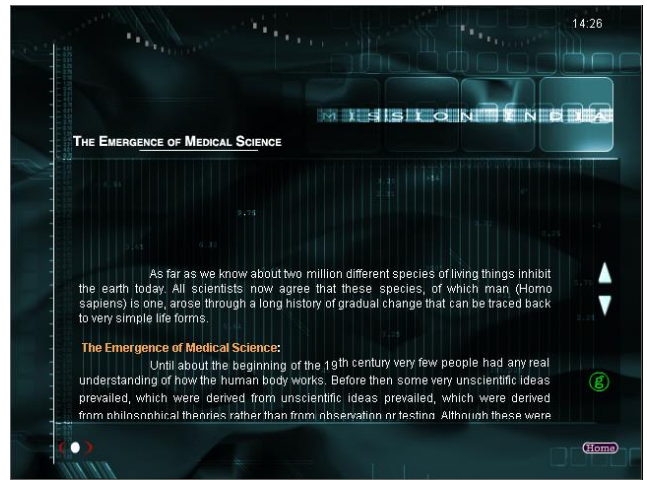 14:26
MISSION INDIA
THE EMERGENCE OF MEDICAL SCIENCE
As far as we know about two million different species of living things inhibit
the earth today. All scientists now agree that these species, of which man (Homo
sapiens) is one, arose through a long history of gradual change that can be traced back
to very simple life forms.
The Emergence of Medical Science:
Until about the beginning of the 19th century very few people had any real
understanding of how the human body works. Before then some very unscientific ideas
prevailed, which were derived from unscientific ideas prevailed, which were derived
from philosophical theories rather than from observation or testing. Although these were
g
Home